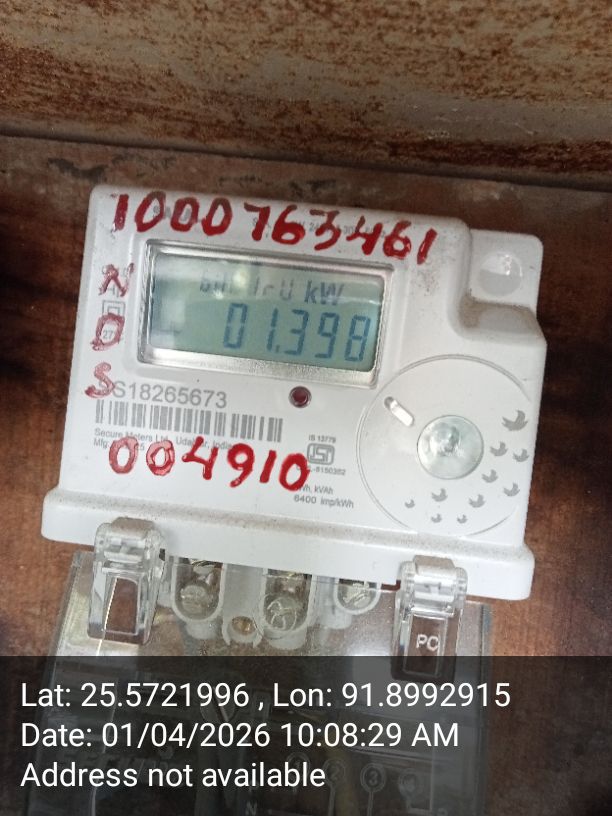 1000763461
kW
01.398
N
O
S
S18265673
Secure Meters Ltd., Udaipur, India
IS 13779
004910
kWh, kVAh
6400 imp/kWh
PC
Lat: 25.5721996 , Lon: 91.8992915
Date: 01/04/2026 10:08:29 AM
Address not available